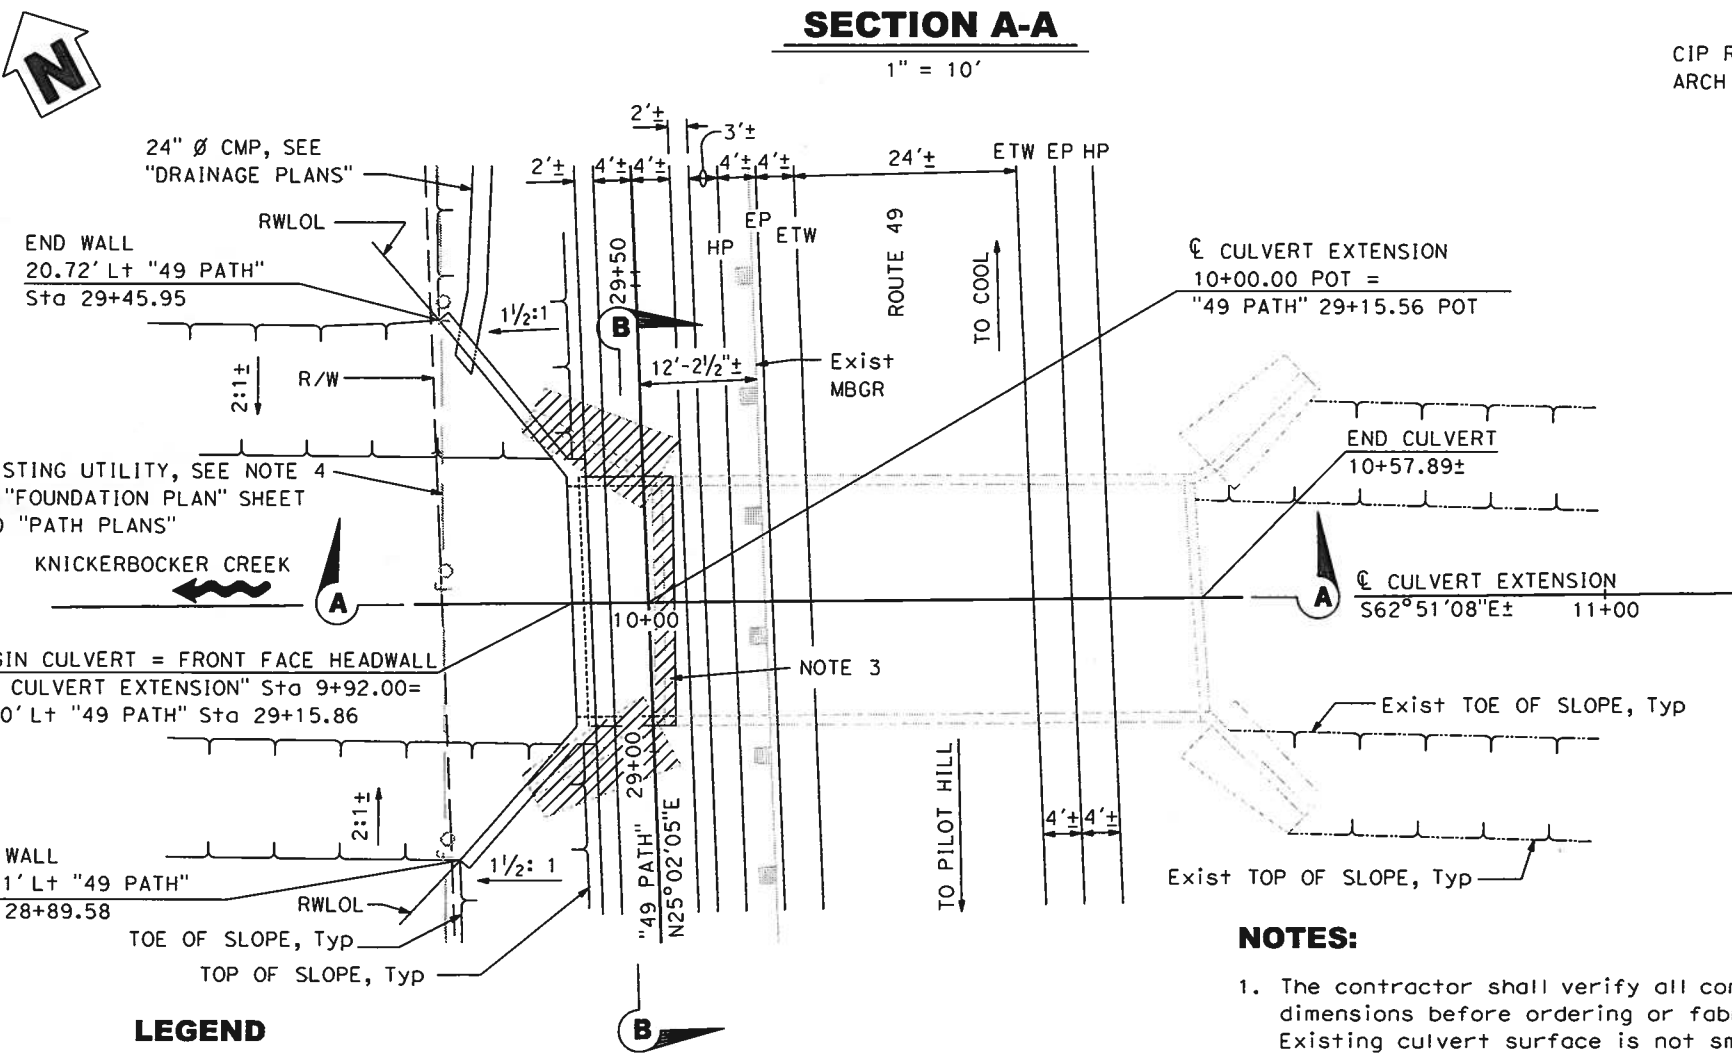 SECTION A-A
1" = 10'
N
CIP R
ARCH
24" Ø CMP, SEE
"DRAINAGE PLANS"
RWLOL
END WALL
20.72' Lt "49 PATH"
Sta 29+45.95
2'±
3'±
2'±
4'±
4'±
4'±
4'±
24'±
ETW EP HP
EP
HP
ETW
29+50
ROUTE 49
TO COOL
B
1½:1
12'-2½"±
Exist
MBGR
℄ CULVERT EXTENSION
10+00.00 POT =
"49 PATH" 29+15.56 POT
2:1±
R/W
END CULVERT
10+57.89±
STING UTILITY, SEE NOTE 4
"FOUNDATION PLAN" SHEET
"PATH PLANS"
KNICKERBOCKER CREEK
A
A
10+00
℄ CULVERT EXTENSION
S62°51'08"E±
11+00
GIN CULVERT = FRONT FACE HEADWALL
CULVERT EXTENSION" Sta 9+92.00=
0' Lt "49 PATH" Sta 29+15.86
NOTE 3
Exist TOE OF SLOPE, Typ
29+00
2:1±
TO PILOT HILL
4'±
4'±
WALL
1' Lt "49 PATH"
28+89.58
1½: 1
"49 PATH"
N25°02'05"E
RWLOL
TOE OF SLOPE, Typ
TOP OF SLOPE, Typ
Exist TOP OF SLOPE, Typ
B
LEGEND
NOTES:
1. The contractor shall verify all con
dimensions before ordering or fab
Existing culvert surface is not sm